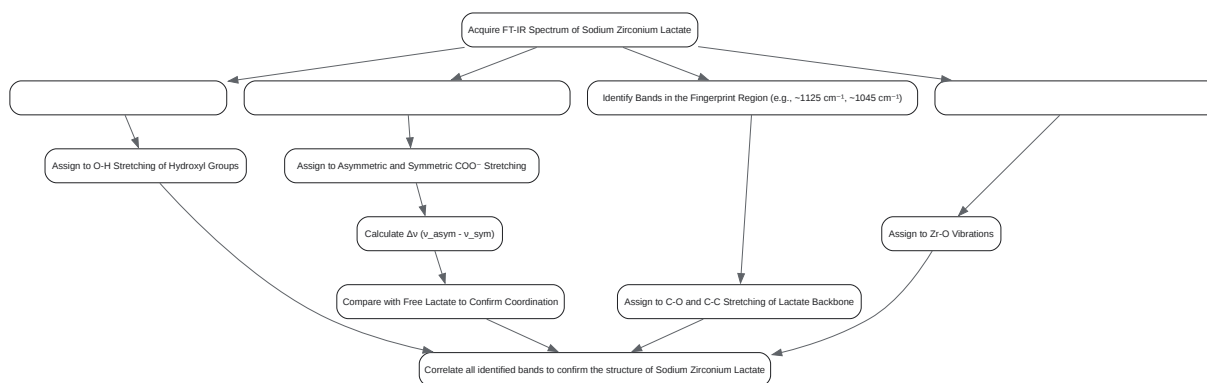 Acquire FT-IR Spectrum of Sodium Zirconium Lactate
Identify Bands in the Fingerprint Region (e.g., ~1125 cm⁻¹, ~1045 cm⁻¹)
Assign to O-H Stretching of Hydroxyl Groups
Assign to Asymmetric and Symmetric COO⁻ Stretching
Calculate Δν (ν_asym - ν_sym)
Assign to Zr-O Vibrations
Compare with Free Lactate to Confirm Coordination
Assign to C-O and C-C Stretching of Lactate Backbone
Correlate all identified bands to confirm the structure of Sodium Zirconium Lactate